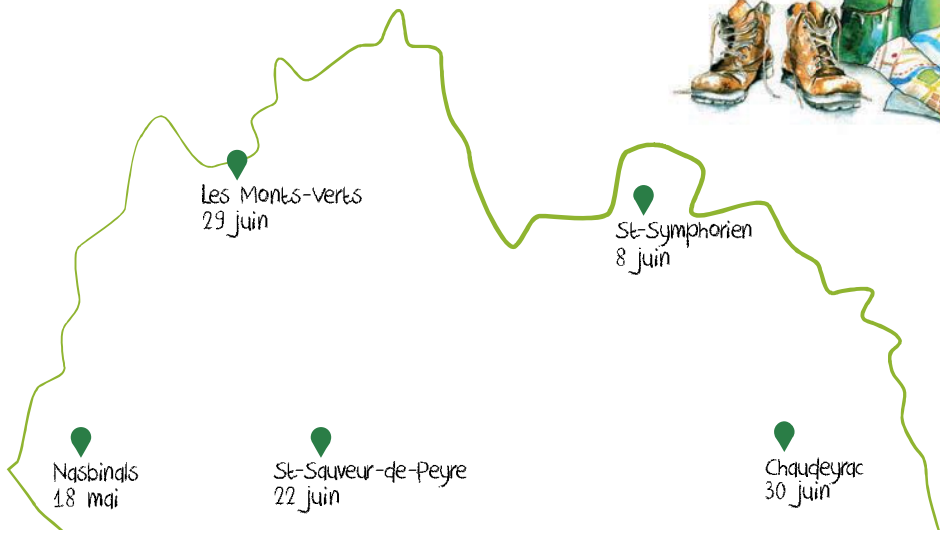 Les Monts-Verts
29 juin
St-Symphorien
8 juin
Nasbinals
18 mai
St-Sauveur-de-Peyre
22 juin
Chaudeyrac
30 juin